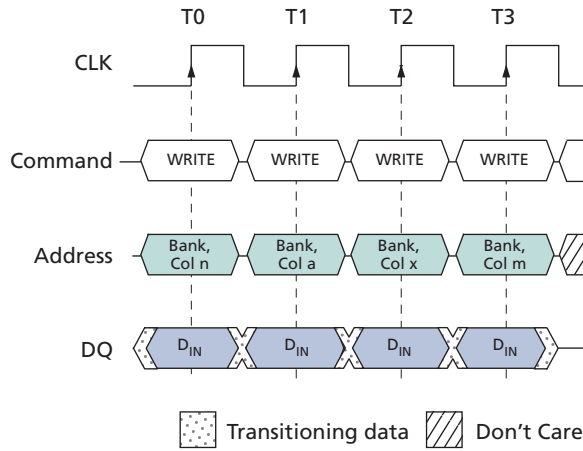 T0 T1 T2 T3
CLK
Command WRITE WRITE WRITE WRITE
Address Bank, Col n Bank, Col a Bank, Col x Bank, Col m
DQ DIN DIN DIN DIN
Transitioning data Don't Care